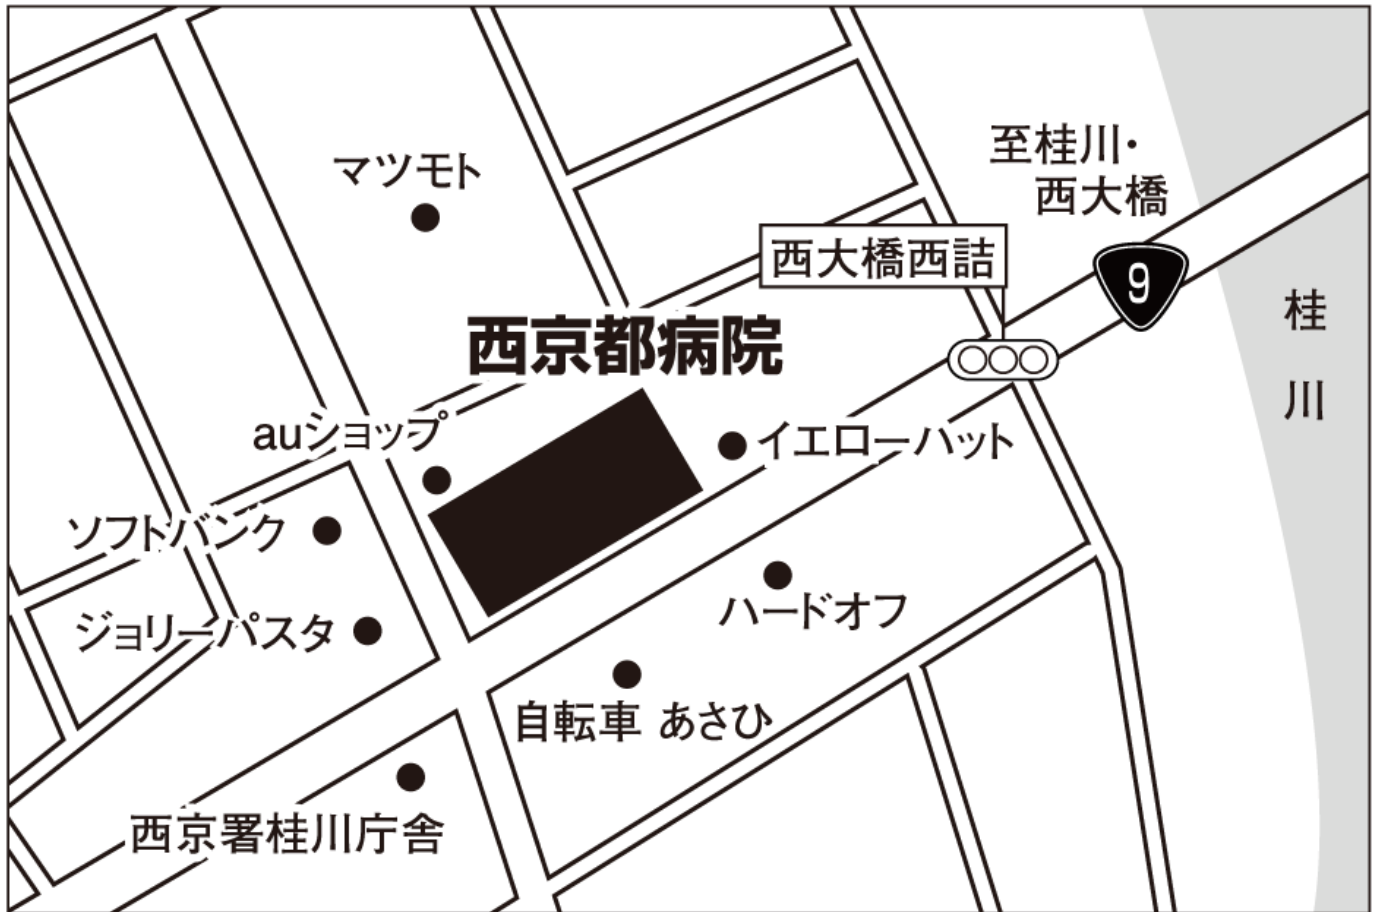 至桂川・
西大橋
マツモト
西大橋西詰
9
桂川
西京都病院
auショップ
イエローハット
ソフトバンク
ハードオフ
ジョリーパスタ
自転車 あさひ
西京署桂川庁舎